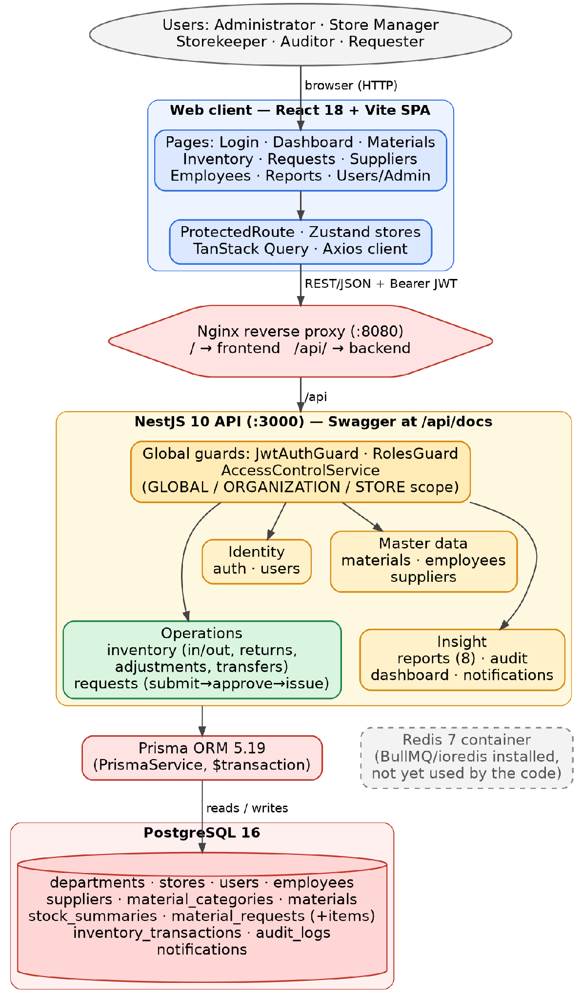 Users: Administrator · Store Manager
Storekeeper · Auditor · Requester
browser (HTTP)
Web client — React 18 + Vite SPA
Pages: Login · Dashboard · Materials
Inventory · Requests · Suppliers
Employees · Reports · Users/Admin
ProtectedRoute · Zustand stores
TanStack Query · Axios client
REST/JSON + Bearer JWT
Nginx reverse proxy (:8080)
/ → frontend   /api/ → backend
/api
NestJS 10 API (:3000) — Swagger at /api/docs
Global guards: JwtAuthGuard · RolesGuard
AccessControlService
(GLOBAL / ORGANIZATION / STORE scope)
Identity
auth · users
Master data
materials · employees
suppliers
Operations
inventory (in/out, returns,
adjustments, transfers)
requests (submit→approve→issue)
Insight
reports (8) · audit
dashboard · notifications
Prisma ORM 5.19
(PrismaService, $transaction)
Redis 7 container
(BullMQ/ioredis installed,
not yet used by the code)
reads / writes
PostgreSQL 16
departments · stores · users · employees
suppliers · material_categories · materials
stock_summaries · material_requests (+items)
inventory_transactions · audit_logs
notifications